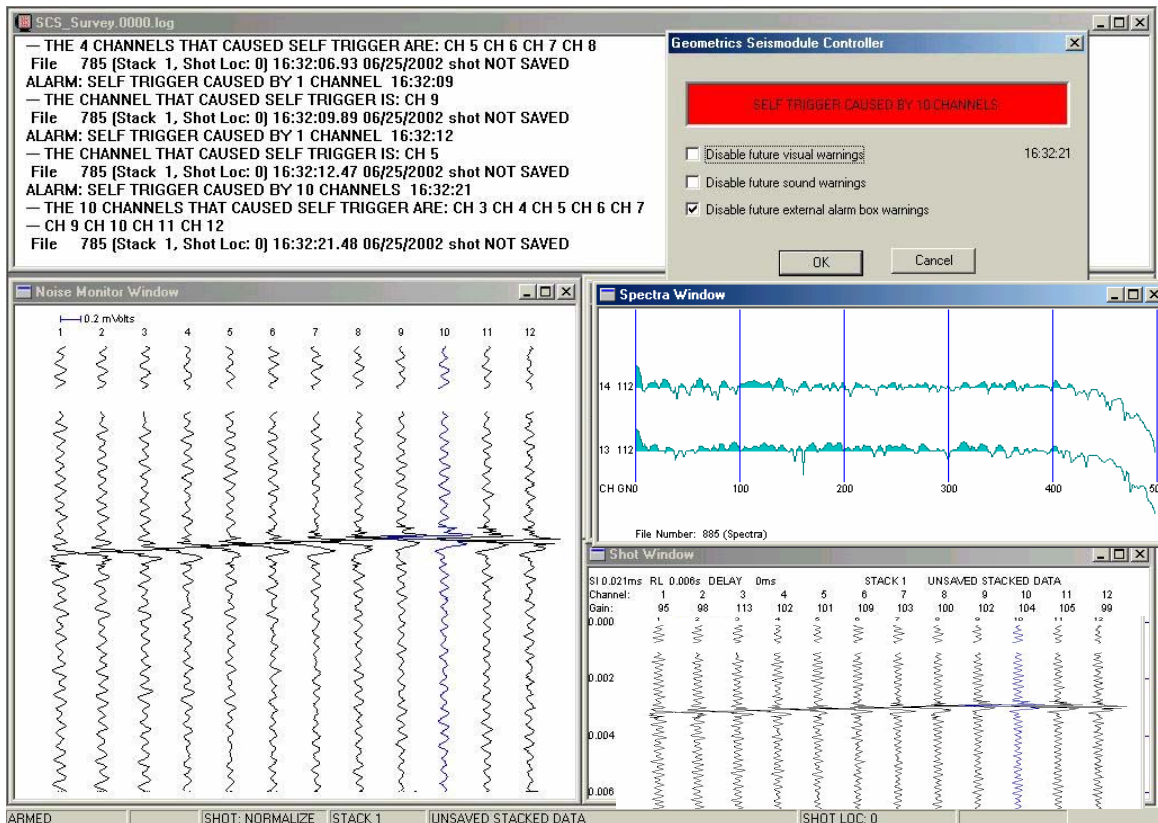 SCS_Survey.0000.log
— THE 4 CHANNELS THAT CAUSED SELF TRIGGER ARE: CH 5 CH 6 CH 7 CH 8
File 785 (Stack 1, Shot Loc: 0) 16:32:06.93 06/25/2002 shot NOT SAVED
ALARM: SELF TRIGGER CAUSED BY 1 CHANNEL 16:32:09
— THE CHANNEL THAT CAUSED SELF TRIGGER IS: CH 9
File 785 (Stack 1, Shot Loc: 0) 16:32:09.89 06/25/2002 shot NOT SAVED
ALARM: SELF TRIGGER CAUSED BY 1 CHANNEL 16:32:12
— THE CHANNEL THAT CAUSED SELF TRIGGER IS: CH 5
File 785 (Stack 1, Shot Loc: 0) 16:32:12.47 06/25/2002 shot NOT SAVED
ALARM: SELF TRIGGER CAUSED BY 10 CHANNELS 16:32:21
— THE 10 CHANNELS THAT CAUSED SELF TRIGGER ARE: CH 3 CH 4 CH 5 CH 6 CH 7
— CH 9 CH 10 CH 11 CH 12
File 785 (Stack 1, Shot Loc: 0) 16:32:21.48 06/25/2002 shot NOT SAVED
Geometrics Seismodule Controller
SELF TRIGGER CAUSED BY 10 CHANNELS
Disable future visual warnings 16:32:21
Disable future sound warnings
Disable future external alarm box warnings
OK Cancel
Noise Monitor Window
0.2 mVolts
1 2 3 4 5 6 7 8 9 10 11 12
Spectra Window
14 112
13 112
CH GN0 100 200 300 400 50
File Number: 885 (Spectra)
Shot Window
SI 0.021ms RL 0.006s DELAY 0ms STACK 1 UNSAVED STACKED DATA
Channel: 1 2 3 4 5 6 7 8 9 10 11 12
Gain: 95 98 113 102 101 109 103 100 102 104 105 99
0.000 1 2 3 4 5 6 7 8 9 10 11 12
0.002
0.004
0.006
ARMED SHOT: NORMALIZE STACK 1 UNSAVED STACKED DATA SHOT LOC: 0